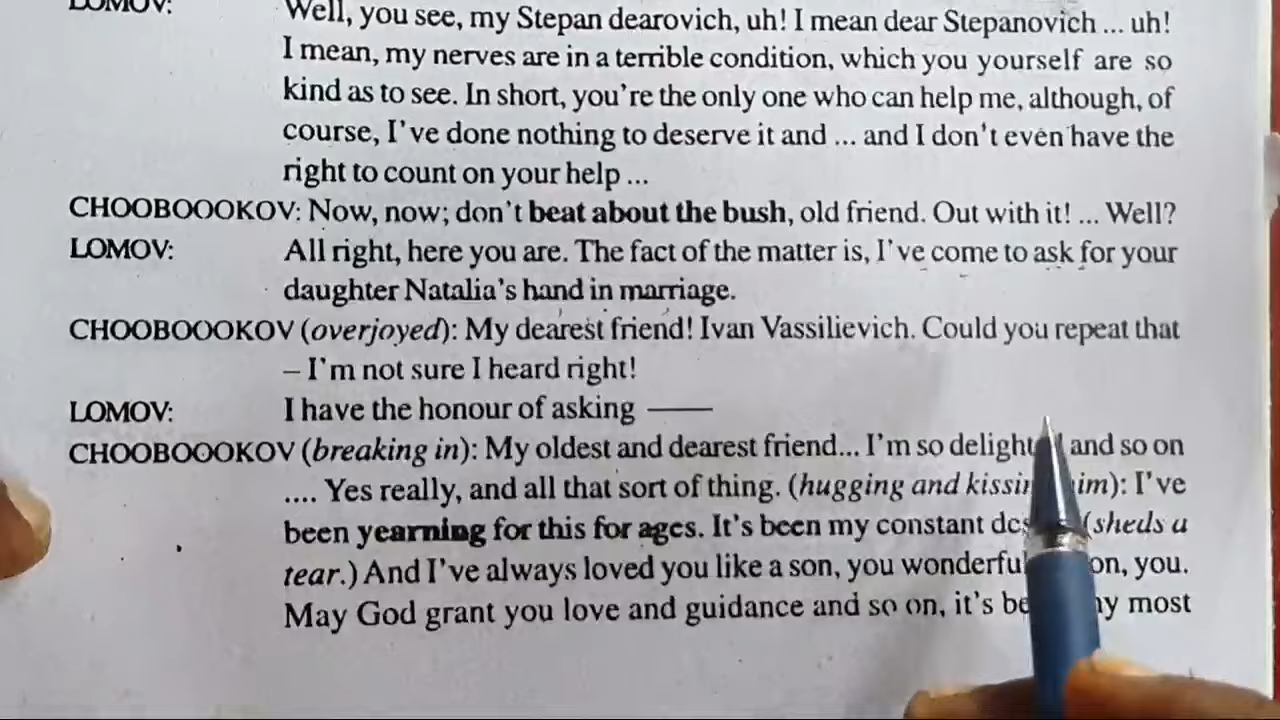 LOMOV: Well, you see, my Stepan dearovich, uh! I mean dear Stepanovich ... uh!
I mean, my nerves are in a terrible condition, which you yourself are so
kind as to see. In short, you're the only one who can help me, although, of
course, I've done nothing to deserve it and ... and I don't even have the
right to count on your help ...
CHOOBOOOKOV: Now, now; don't beat about the bush, old friend. Out with it! ... Well?
LOMOV: All right, here you are. The fact of the matter is, I've come to ask for your
daughter Natalia's hand in marriage.
CHOOBOOOKOV (overjoyed): My dearest friend! Ivan Vassilievich. Could you repeat that
– I'm not sure I heard right!
LOMOV: I have the honour of asking ——
CHOOBOOOKOV (breaking in): My oldest and dearest friend... I'm so and so on
.... Yes really, and all that sort of thing. (hugging and I've
been yearning for this for ages. It's been my constant (sheds a
tear.) And I've always loved you like a son, you you.
May God grant you love and guidance and so on, it's most